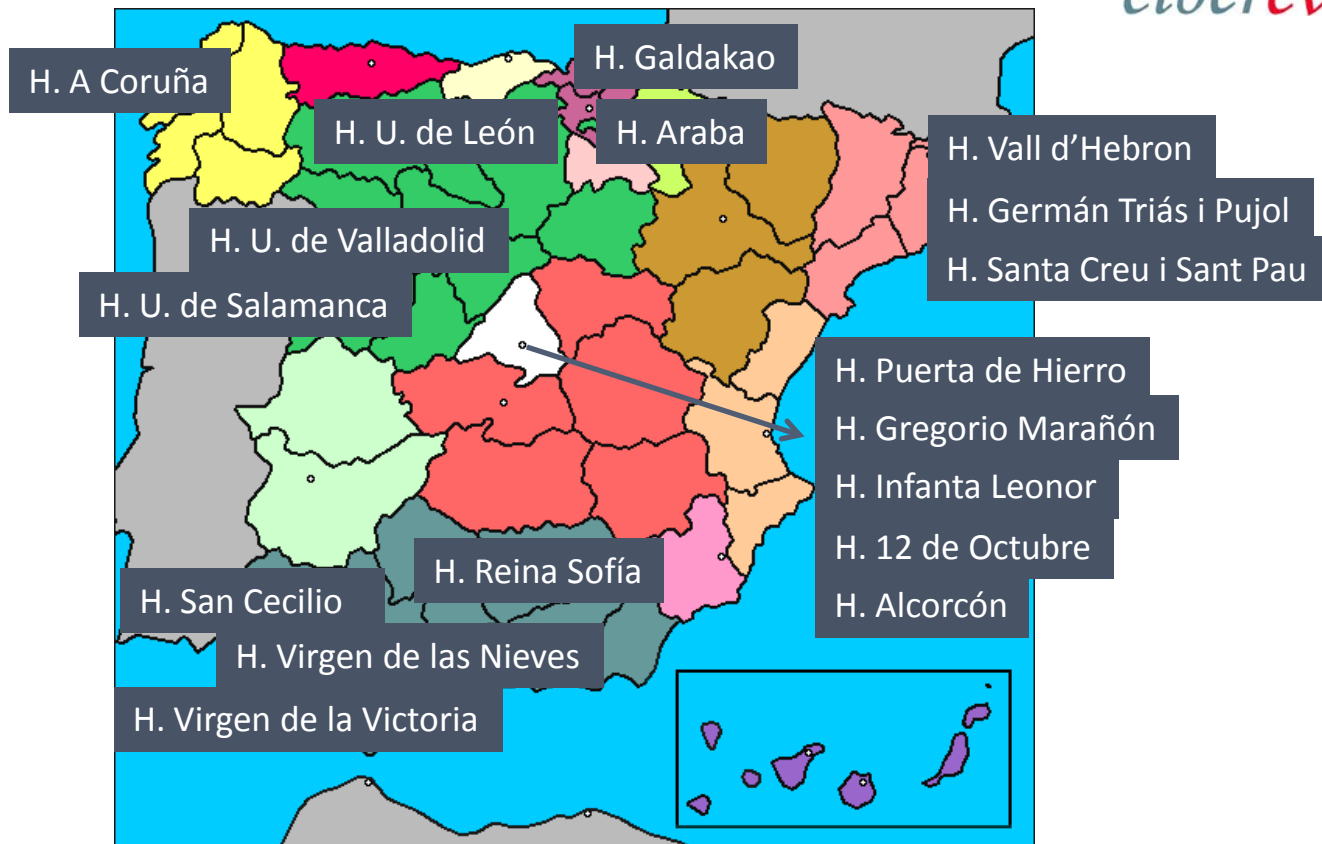 H. A Coruña
H. Galdakao
H. U. de León
H. Araba
H. Vall d’Hebron
H. Germán Triás i Pujol
H. Santa Creu i Sant Pau
H. U. de Valladolid
H. U. de Salamanca
H. Puerta de Hierro
H. Gregorio Marañón
H. Infanta Leonor
H. 12 de Octubre
H. Alcorcón
H. Reina Sofía
H. San Cecilio
H. Virgen de las Nieves
H. Virgen de la Victoria